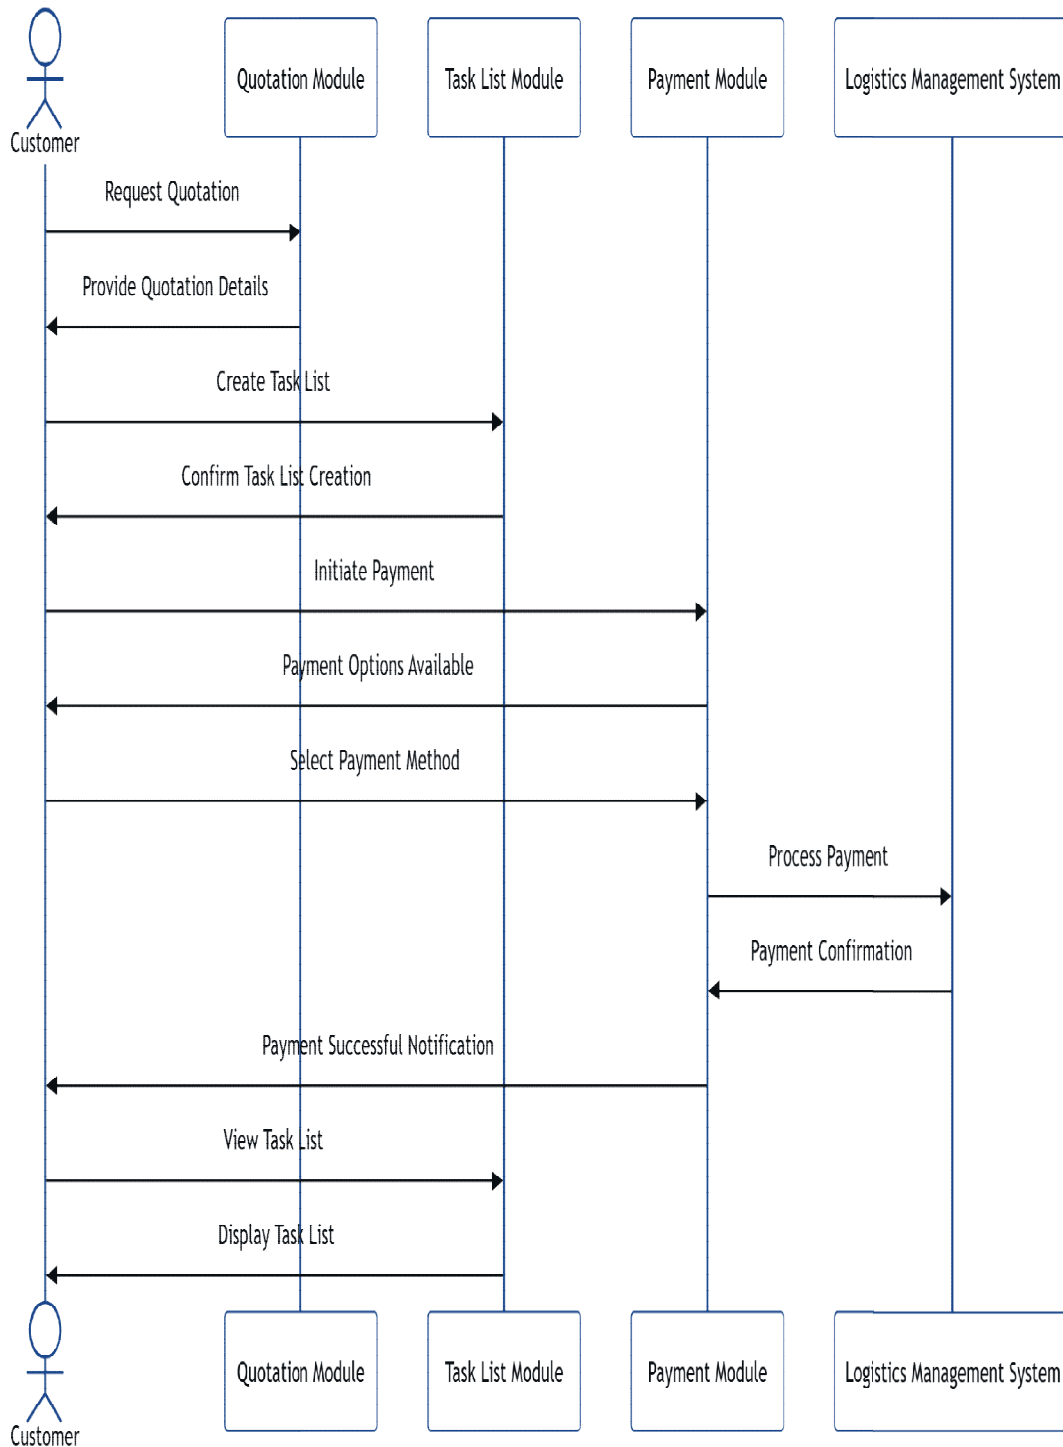 Quotation Module
Task List Module
Payment Module
Logistics Management System
Customer
Request Quotation
Provide Quotation Details
Create Task List
Confirm Task List Creation
Initiate Payment
Payment Options Available
Select Payment Method
Process Payment
Payment Confirmation
Payment Successful Notification
View Task List
Display Task List
Quotation Module
Task List Module
Payment Module
Logistics Management System
Customer